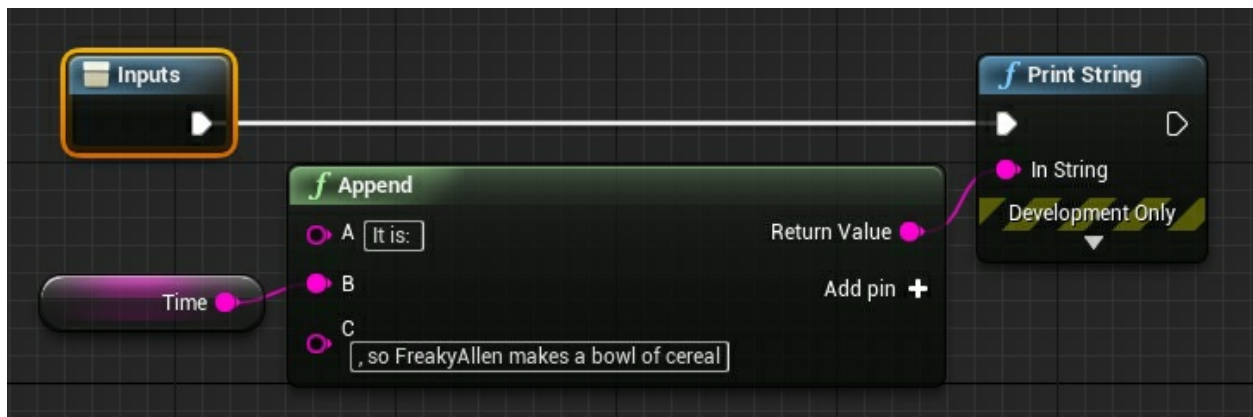 Inputs
f Print String
In String
Development Only
f Append
A It is:
Return Value
B
Add pin
Time
C
, so FreakyAllen makes a bowl of cereal